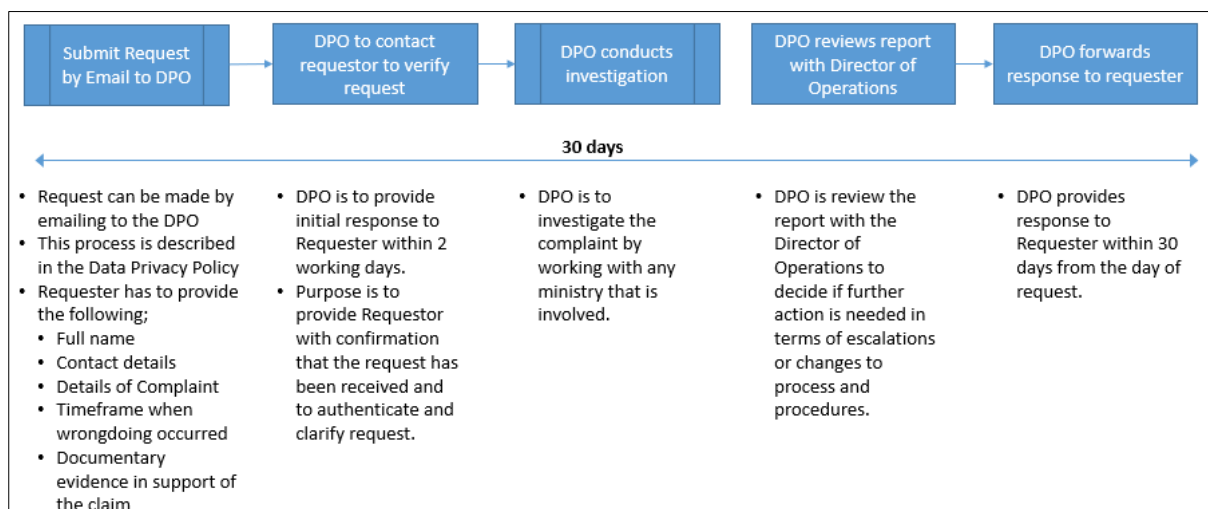 Submit Request
by Email to DPO
DPO to contact
requestor to verify
request
DPO conducts
investigation
DPO reviews report
with Director of
Operations
DPO forwards
response to requester
30 days
• Request can be made by
emailing to the DPO
• This process is described
in the Data Privacy Policy
• Requester has to provide
the following;
• Full name
• Contact details
• Details of Complaint
• Timeframe when
wrongdoing occurred
• Documentary
evidence in support of
the claim
• DPO is to provide
initial response to
Requester within 2
working days.
• Purpose is to
provide Requestor
with confirmation
that the request has
been received and
to authenticate and
clarify request.
• DPO is to
investigate the
complaint by
working with any
ministry that is
involved.
• DPO is review the
report with the
Director of
Operations to
decide if further
action is needed in
terms of escalations
or changes to
process and
procedures.
• DPO provides
response to
Requester within 30
days from the day of
request.